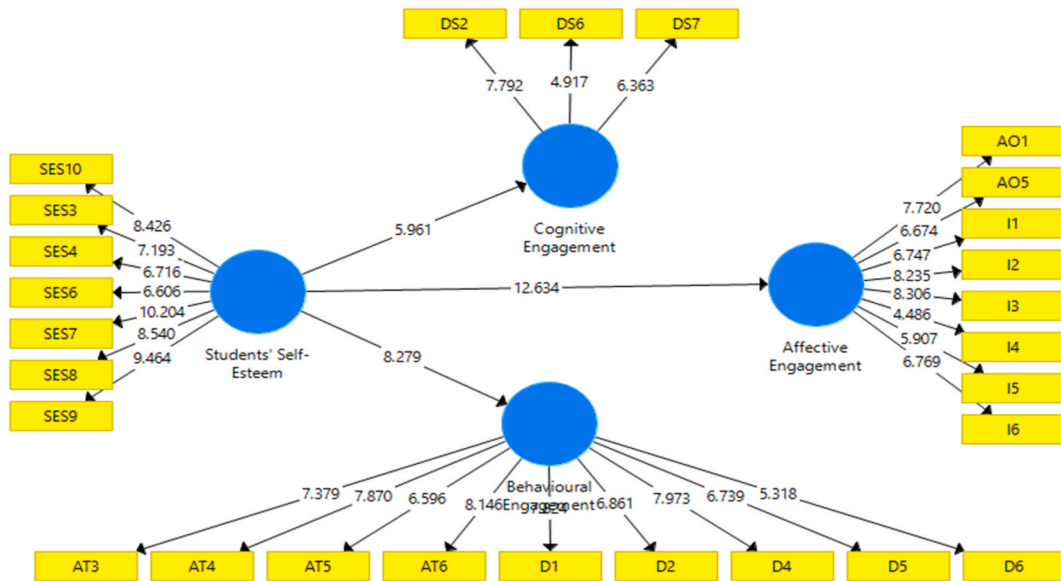 DS2 DS6 DS7
7.792 4.917 6.363
Cognitive
Engagement
SES10
SES3
SES4
SES6
SES7
SES8
SES9
8.426
7.193
6.716
6.606
10.204
8.540
9.464
Students' Self-
Esteem
5.961
12.634
8.279
AO1
AO5
I1
I2
I3
I4
I5
I6
7.720
6.674
6.747
8.235
8.306
4.486
5.907
6.769
Affective
Engagement
Behavioural
Engagement
7.379 7.870 6.596 8.146 6.861 7.973 6.739 5.318
AT3 AT4 AT5 AT6 D1 D2 D4 D5 D6